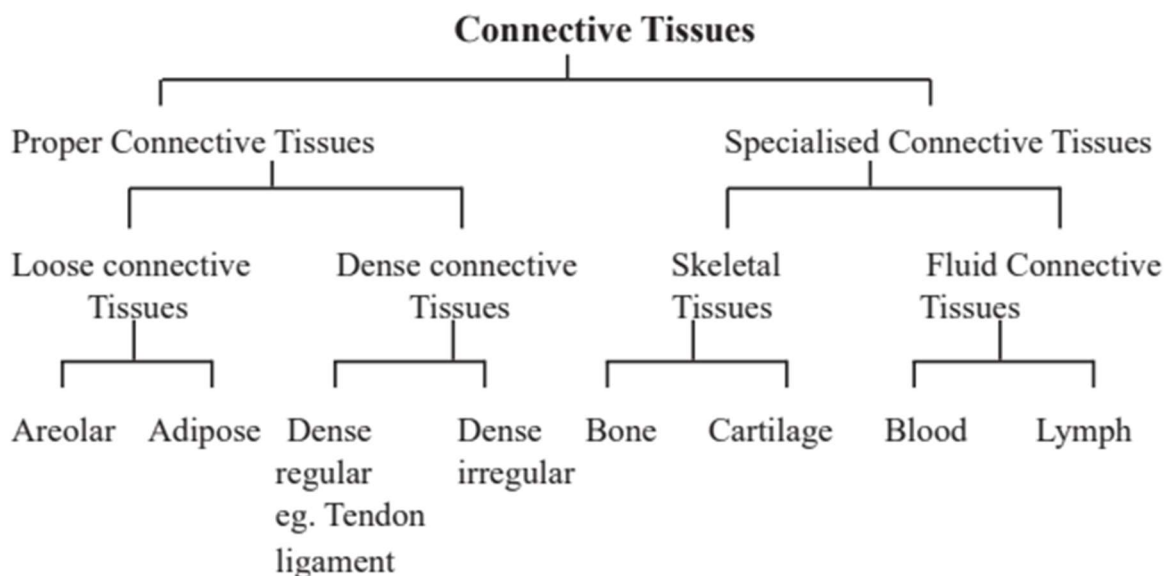 Connective Tissues
Proper Connective Tissues
Specialised Connective Tissues
Loose connective
Tissues
Dense connective
Tissues
Skeletal
Tissues
Fluid Connective
Tissues
Areolar
Adipose
Dense
regular
eg. Tendon
ligament
Dense
irregular
Bone
Cartilage
Blood
Lymph